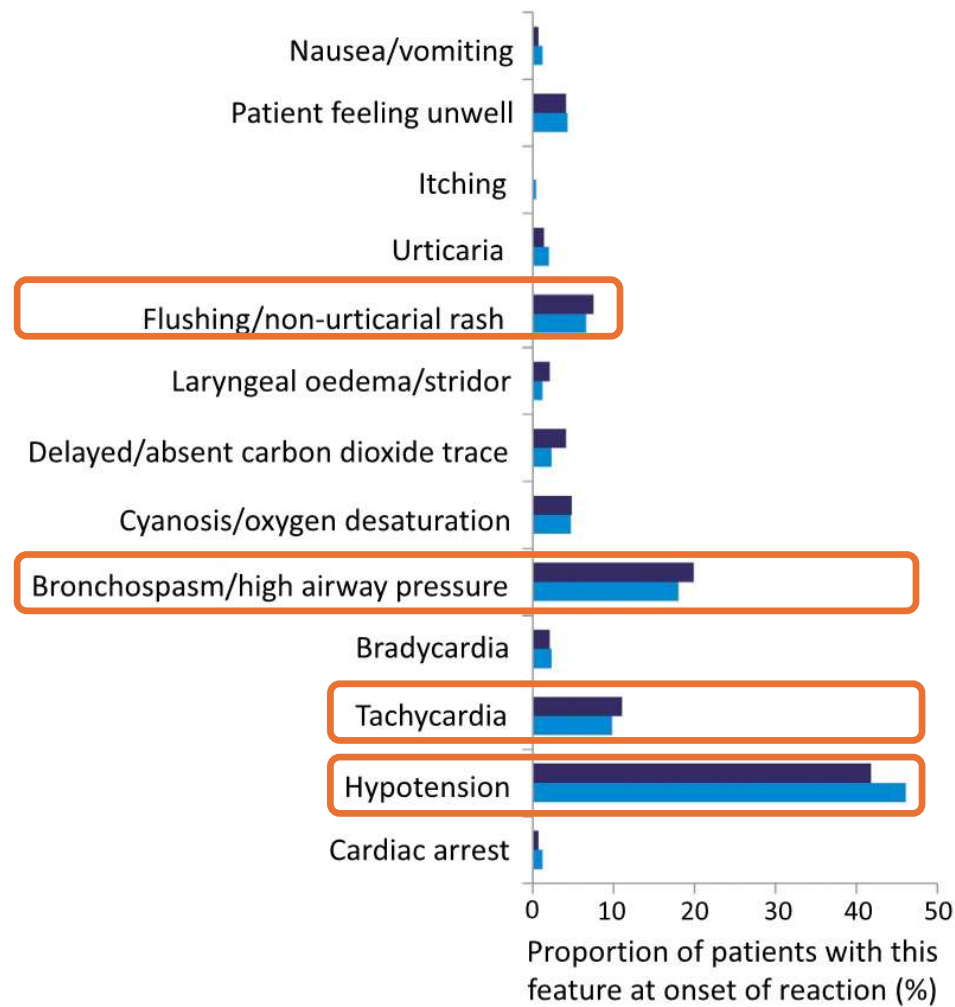 Nausea/vomiting
Patient feeling unwell
Itching
Urticaria
Flushing/non-urticarial rash
Laryngeal oedema/stridor
Delayed/absent carbon dioxide trace
Cyanosis/oxygen desaturation
Bronchospasm/high airway pressure
Bradycardia
Tachycardia
Hypotension
Cardiac arrest
0 10 20 30 40 50
Proportion of patients with this
feature at onset of reaction (%)